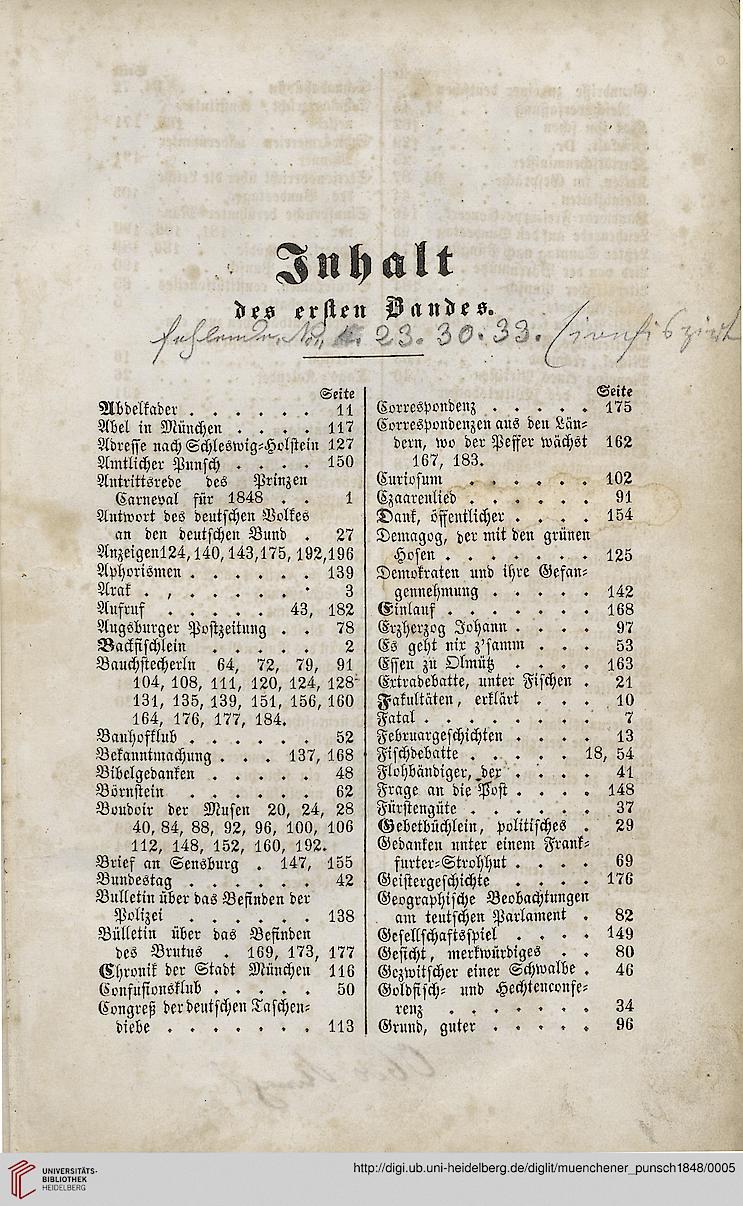 Inhalt
des ersten Bandes.
23. 30. 33.
Seite
Abdelkader . . . . . . 11
Abel in München . . . . 117
Adresse nach Schleswig-Holstein 127
Amtlicher Punsch . . . . 150
Antrittsrede des Prinzen
Carneval für 1848 . . 1
Antwort des deutschen Volkes
an den deutschen Bund . 27
Anzeigen 124, 140, 143, 175, 192, 196
Aphorismen . . . . . . 139
Arak . , . . . . . . 3
Aufruf . . . . . 43, 182
Augsburger Postzeitung . . 78
Backfischlein . . . . . 2
Bauchstecherln 64, 72, 79, 91
104, 108, 111, 120, 124, 128
131, 135, 139, 151, 156, 160
164, 176, 177, 184.
Bauhofklub . . . . . . 52
Bekanntmachung . . . 137, 168
Bibelgedanken . . . . . 48
Börnstein . . . . . . 62
Boudoir der Musen 20, 24, 28
40, 84, 88, 92, 96, 100, 106
112, 148, 152, 160, 192.
Brief an Sensburg . 147, 155
Bundestag . . . . . . 42
Bulletin über das Befinden der
Polizei . . . . . . 138
Bülletin über das Befinden
des Brutus . 169, 173, 177
Chronik der Stadt München 116
Confusionsklub . . . . . 50
Congreß der deutschen Taschen-
diebe . . . . . . . 113
Seite
Correspondenz . . . . . 175
Correspondenzen aus den Län-
dern, wo der Pfeffer wächst 162
167, 183.
Curiosum . . . . . . 102
Czaarenlied . . . . . . 91
Dank, öffentlicher . . . . 154
Demagog, der mit den grünen
Hosen . . . . . . . 125
Demokraten und ihre Gefan-
gennehmung . . . . . 142
Einlauf . . . . . . . 168
Erzherzog Johann . . . . 97
Es geht nix z'samm . . . 53
Essen zu Olmütz . . . . 163
Extradebatte, unter Fischen . 21
Fakultäten, erklärt . . . 10
Fatal . . . . . . . . 7
Februargeschichten . . . . 13
Fischdebatte . . . . . 18, 54
Flohbändiger, der . . . . 41
Frage an die Post . . . . 148
Fürstengüte . . . . . . 37
Gebetbüchlein, politisches . 29
Gedanken unter einem Frank-
furter-Strohhut . . . . 69
Geistergeschichte . . . . 176
Geographische Beobachtungen
am teutschen Parlament . 82
Gesellschaftsspiel . . . . 149
Gesicht, merkwürdiges . . 80
Gezwitscher einer Schwalbe . 46
Goldfisch- und Hechtenconfe-
renz . . . . . . . 34
Grund, guter . . . . . 96
UNIVERSITÄTS-
BIBLIOTHEK
HEIDELBERG
http://digi.ub.uni-heidelberg.de/diglit/muenchener_punsch1848/0005